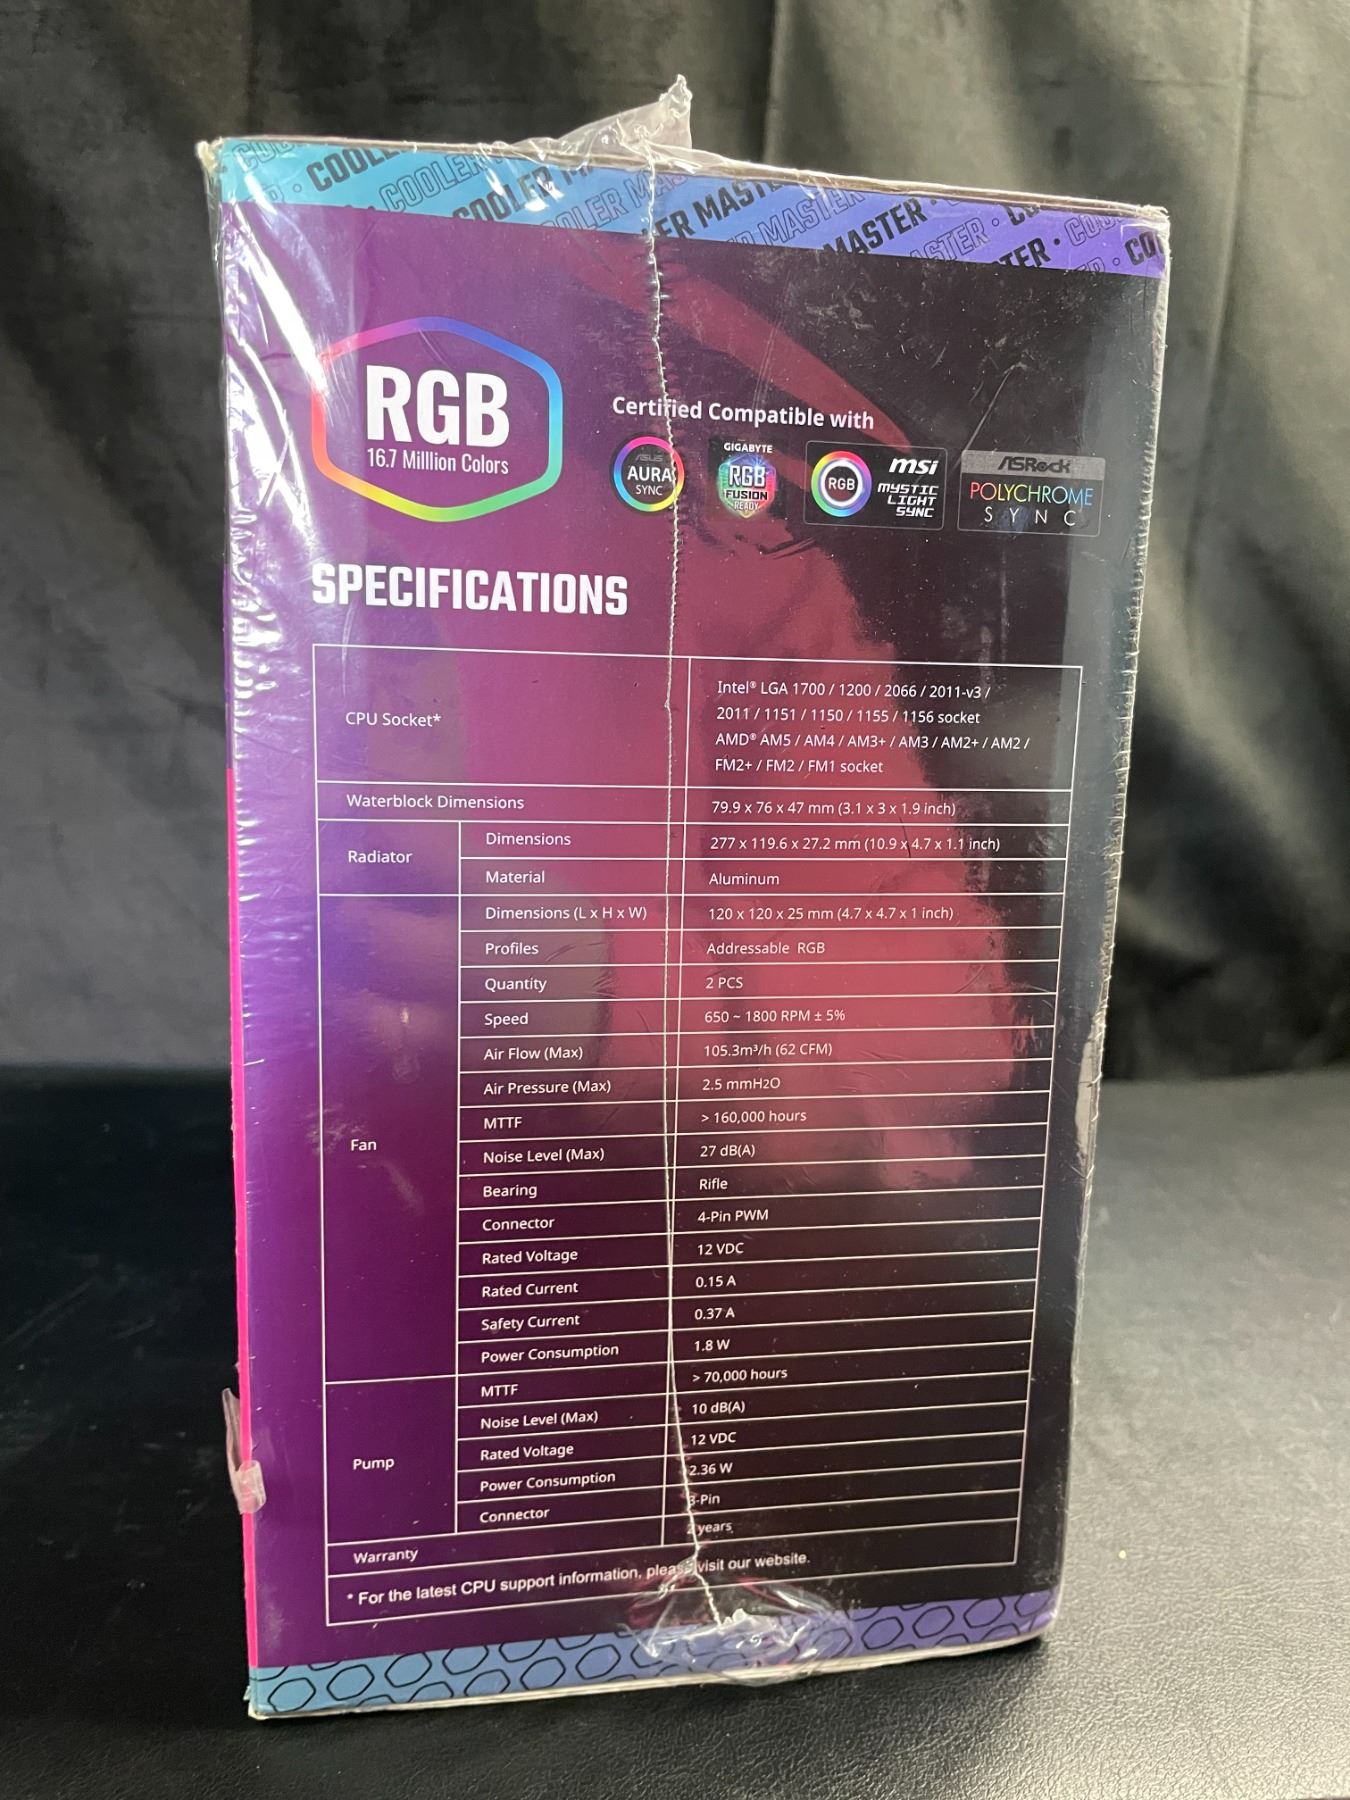 COOLER MASTER
RGB
16.7 Milllion Colors
Certified Compatible with
ASUS
AURA
SYNC
GIGABYTE
RGB
FUSION
READY
RGB
msi
MYSTIC
LIGHT
SYNC
ASRock
POLYCHROME
SYNC
SPECIFICATIONS
CPU Socket*
Intel® LGA 1700 / 1200 / 2066 / 2011-v3 /
2011 / 1151 / 1150 / 1155 / 1156 socket
AMD® AM5 / AM4 / AM3+ / AM3 / AM2+ / AM2 /
FM2+ / FM2 / FM1 socket
Waterblock Dimensions 79.9 x 76 x 47 mm (3.1 x 3 x 1.9 inch)
Radiator
Dimensions 277 x 119.6 x 27.2 mm (10.9 x 4.7 x 1.1 inch)
Material Aluminum
Fan
Dimensions (L x H x W) 120 x 120 x 25 mm (4.7 x 4.7 x 1 inch)
Profiles Addressable RGB
Quantity 2 PCS
Speed 650 ~ 1800 RPM ± 5%
Air Flow (Max) 105.3m³/h (62 CFM)
Air Pressure (Max) 2.5 mmH2O
MTTF > 160,000 hours
Noise Level (Max) 27 dB(A)
Bearing Rifle
Connector 4-Pin PWM
Rated Voltage 12 VDC
Rated Current 0.15 A
Safety Current 0.37 A
Power Consumption 1.8 W
Pump
MTTF > 70,000 hours
Noise Level (Max) 10 dB(A)
Rated Voltage 12 VDC
Power Consumption 2.36 W
Connector 3-Pin
Warranty 2 years
* For the latest CPU support information, please visit our website.